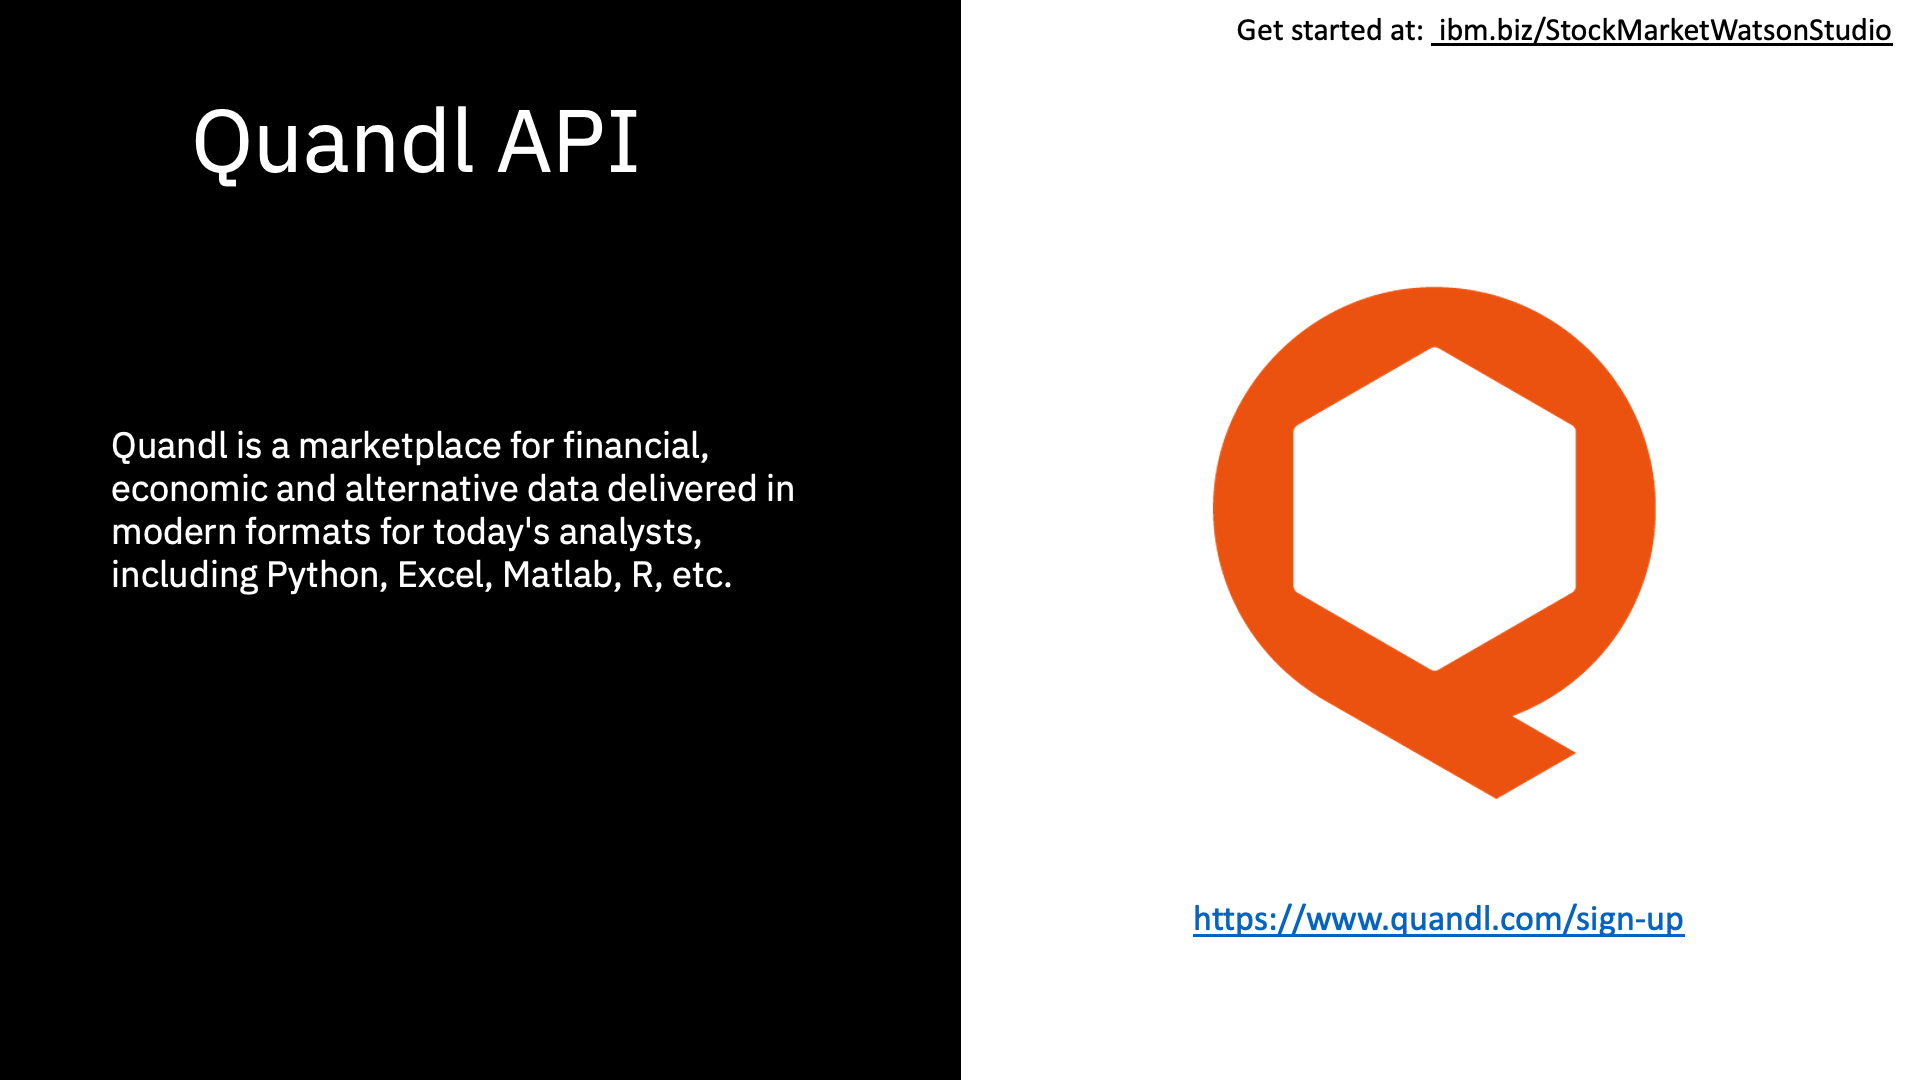 Get started at: ibm.biz/StockMarketWatsonStudio
Quandl API
Quandl is a marketplace for financial,
economic and alternative data delivered in
modern formats for today's analysts,
including Python, Excel, Matlab, R, etc.
https://www.quandl.com/sign-up